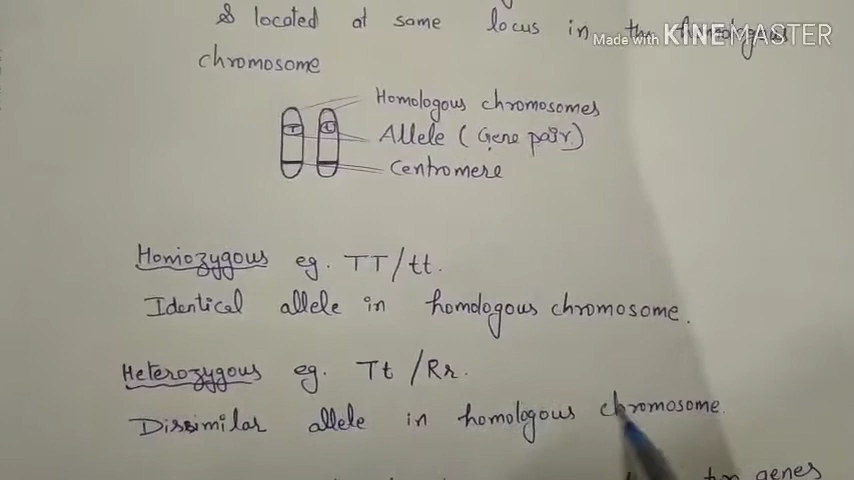 & located at same locus in the homologous
Made with KINEMASTER
chromosome
Homologous chromosomes
T t
Allele (Gene pair.)
Centromere
Homozygous eg. TT/tt.
Identical allele in homologous chromosome.
Heterozygous eg. Tt /Rr.
Dissimilar allele in homologous chromosome.
genes